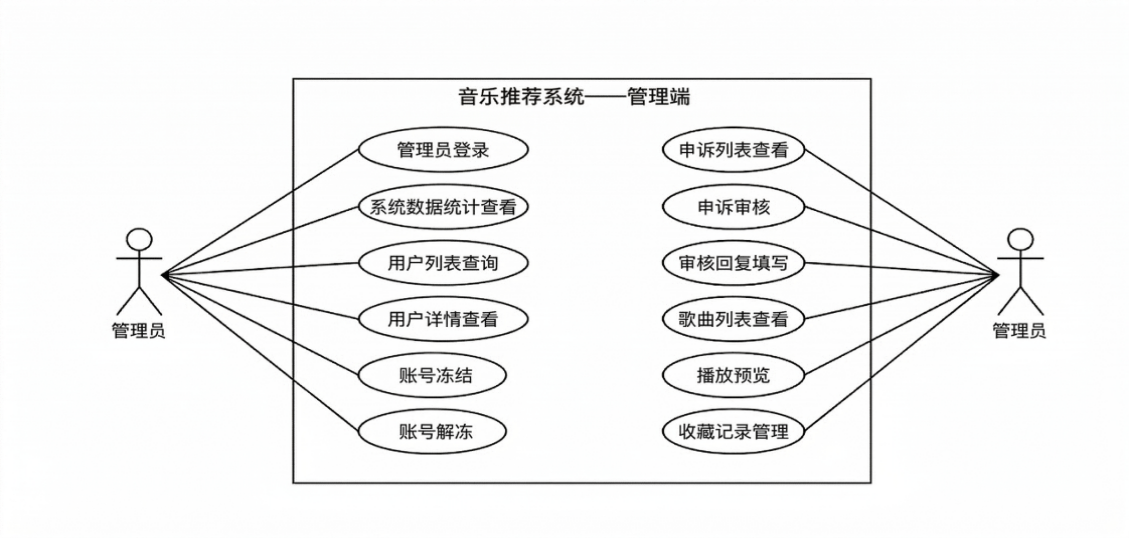 音乐推荐系统——管理端
管理员登录
系统数据统计查看
用户列表查询
用户详情查看
账号冻结
账号解冻
申诉列表查看
申诉审核
审核回复填写
歌曲列表查看
播放预览
收藏记录管理
管理员
管理员